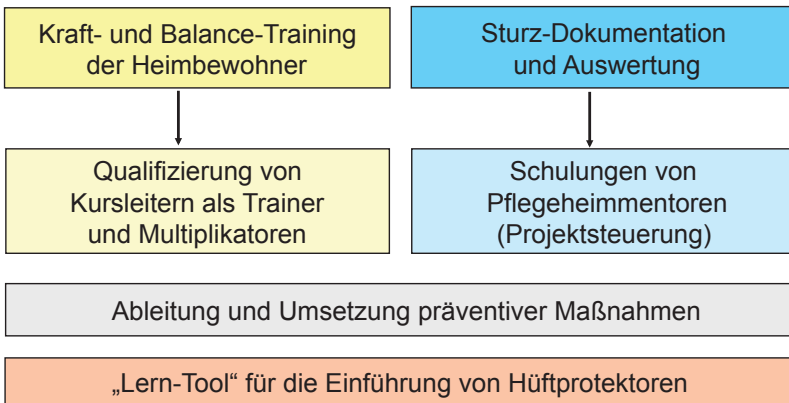 Kraft- und Balance-Training
der Heimbewohner
Sturz-Dokumentation
und Auswertung
Qualifizierung von
Kursleitern als Trainer
und Multiplikatoren
Schulungen von
Pflegeheimmentoren
(Projektsteuerung)
Ableitung und Umsetzung präventiver Maßnahmen
„Lern-Tool“ für die Einführung von Hüftprotektoren